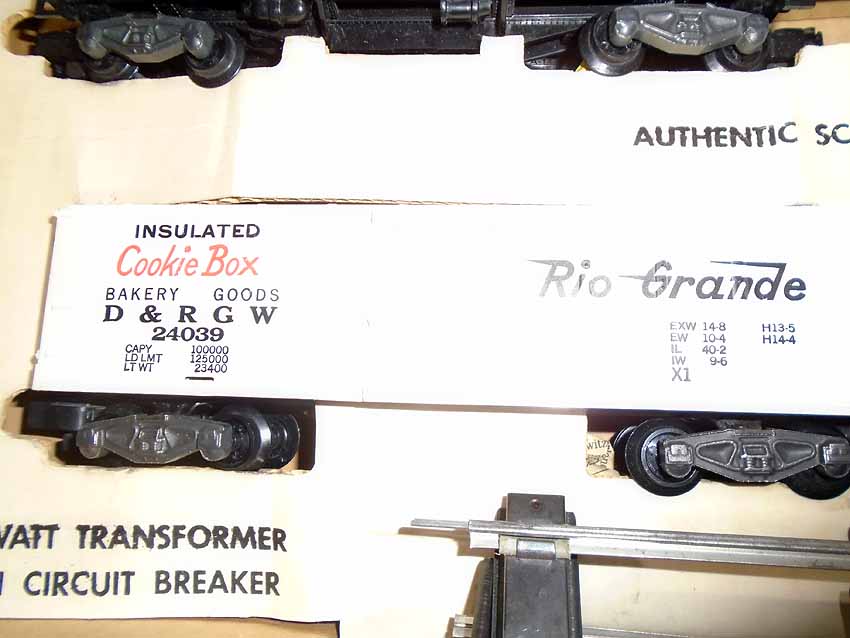 AUTHENTIC SC
INSULATED
Cookie Box
BAKERY GOODS
D & R G W
24039
CAPY 100000
LD LMT 125000
LT WT 23400
Rio Grande
EXW 14-8 H13-5
EW 10-4 H14-4
IL 40-2
IW 9-6
X1
WATT TRANSFORMER
CIRCUIT BREAKER